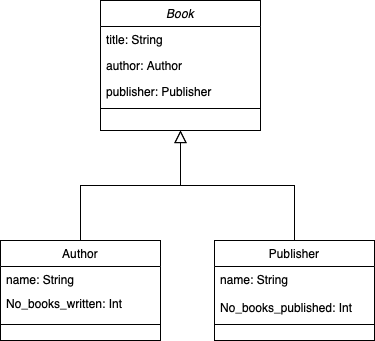 Book
title: String
author: Author
publisher: Publisher
Author
name: String
No_books_written: Int
Publisher
name: String
No_books_published: Int